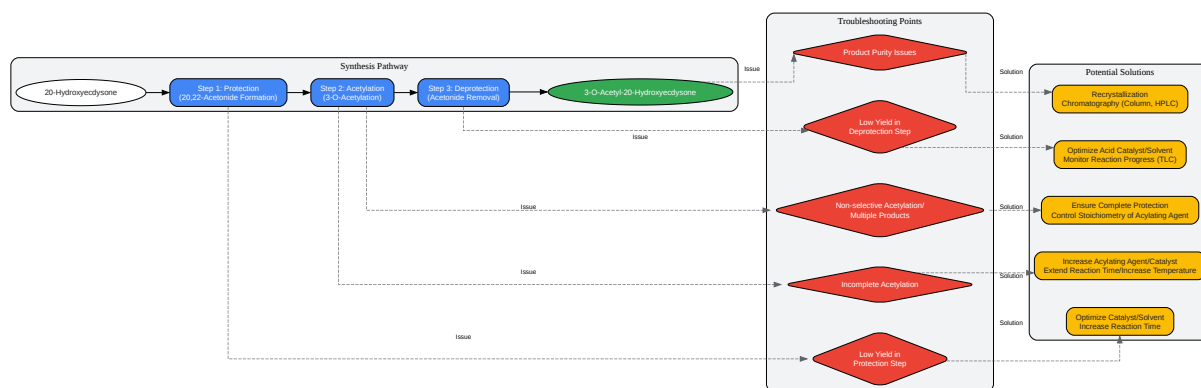 Synthesis Pathway
20-Hydroxyecdysone
Step 1: Protection
(20,22-Acetonide Formation)
Step 2: Acetylation
(3-O-Acetylation)
Step 3: Deprotection
(Acetonide Removal)
3-O-Acetyl-20-Hydroxyecdysone
Issue
Issue
Issue
Issue
Issue
Troubleshooting Points
Product Purity Issues
Low Yield in
Deprotection Step
Non-selective Acetylation/
Multiple Products
Incomplete Acetylation
Low Yield in
Protection Step
Solution
Solution
Solution
Solution
Solution
Potential Solutions
Recrystallization
Chromatography (Column, HPLC)
Optimize Acid Catalyst/Solvent
Monitor Reaction Progress (TLC)
Ensure Complete Protection
Control Stoichiometry of Acylating Agent
Increase Acylating Agent/Catalyst
Extend Reaction Time/Increase Temperature
Optimize Catalyst/Solvent
Increase Reaction Time